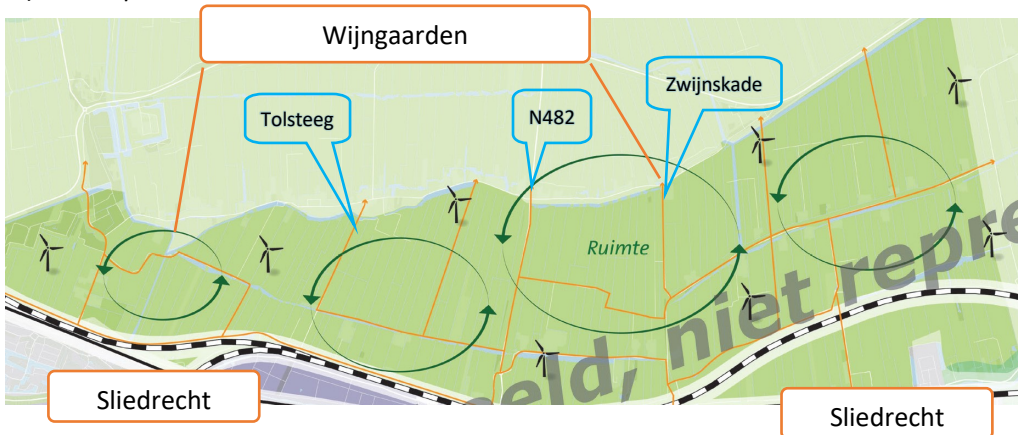 Wijngaarden
Zwijnskade
Tolsteeg
N482
Ruimte
eld, niet repre
Sliedrecht
Sliedrecht